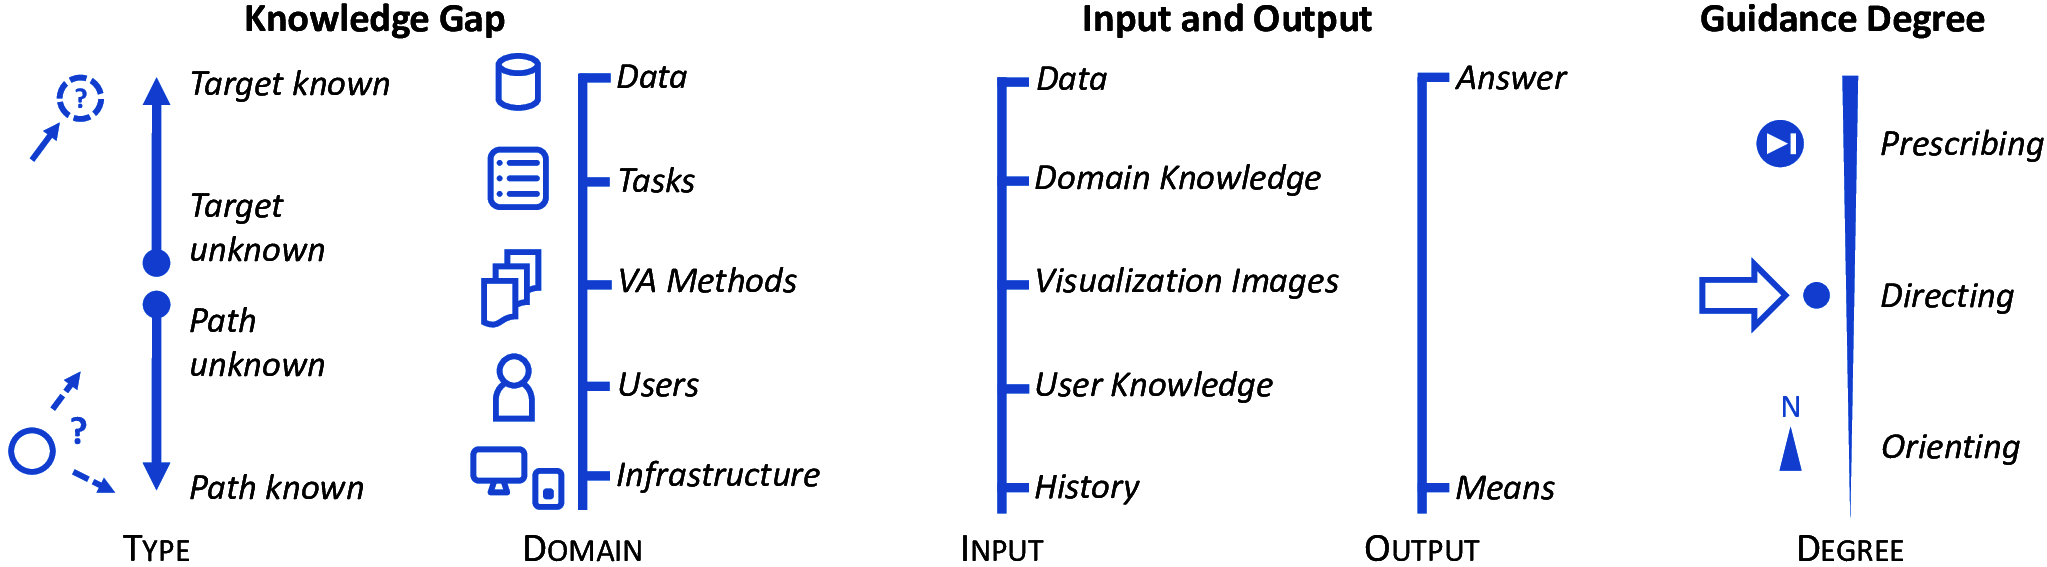 Knowledge Gap
Target known
?
Target
unknown
Path
unknown
?
Path known
TYPE
Data
Tasks
VA Methods
Users
Infrastructure
DOMAIN
Input and Output
Data
Domain Knowledge
Visualization Images
User Knowledge
History
INPUT
Answer
Means
OUTPUT
Guidance Degree
Prescribing
Directing
N
Orienting
DEGREE